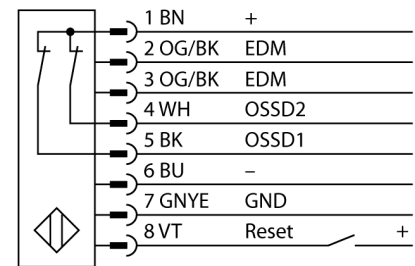 1 BN +
2 OG/BK EDM
3 OG/BK EDM
4 WH OSSD2
5 BK OSSD1
6 BU –
7 GNYE GND
8 VT Reset +